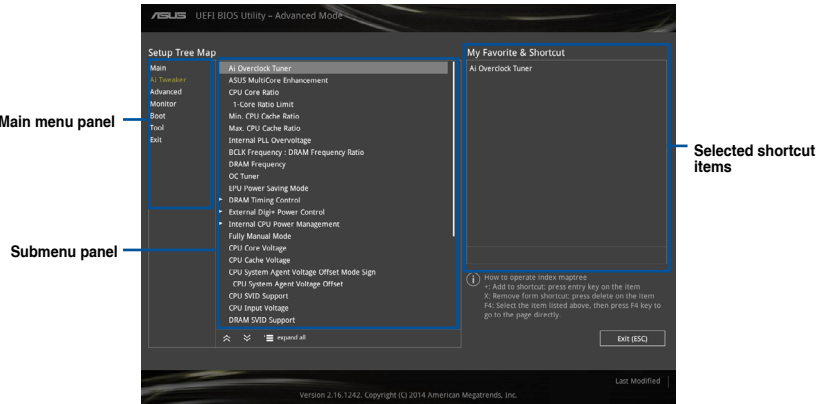 ASUS UEFI BIOS Utility – Advanced Mode
Setup Tree Map
Main
Ai Tweaker
Advanced
Monitor
Boot
Tool
Exit
Main menu panel
Submenu panel
Ai Overclock Tuner
ASUS MultiCore Enhancement
CPU Core Ratio
1-Core Ratio Limit
Min. CPU Cache Ratio
Max. CPU Cache Ratio
Internal PLL Overvoltage
BCLK Frequency : DRAM Frequency Ratio
DRAM Frequency
OC Tuner
EPU Power Saving Mode
DRAM Timing Control
External Digi+ Power Control
Internal CPU Power Management
Fully Manual Mode
CPU Core Voltage
CPU Cache Voltage
CPU System Agent Voltage Offset Mode Sign
CPU System Agent Voltage Offset
CPU SVID Support
CPU Input Voltage
DRAM SVID Support
expand all
My Favorite & Shortcut
Ai Overclock Tuner
Selected shortcut
items
How to operate index maptree
+: Add to shortcut: press entry key on the item
X: Remove form shortcut: press delete on the item
F4: Select the item listed above, then press F4 key to
go to the page directly.
Exit (ESC)
Last Modified
Version 2.16.1242. Copyright (C) 2014 American Megatrends, Inc.